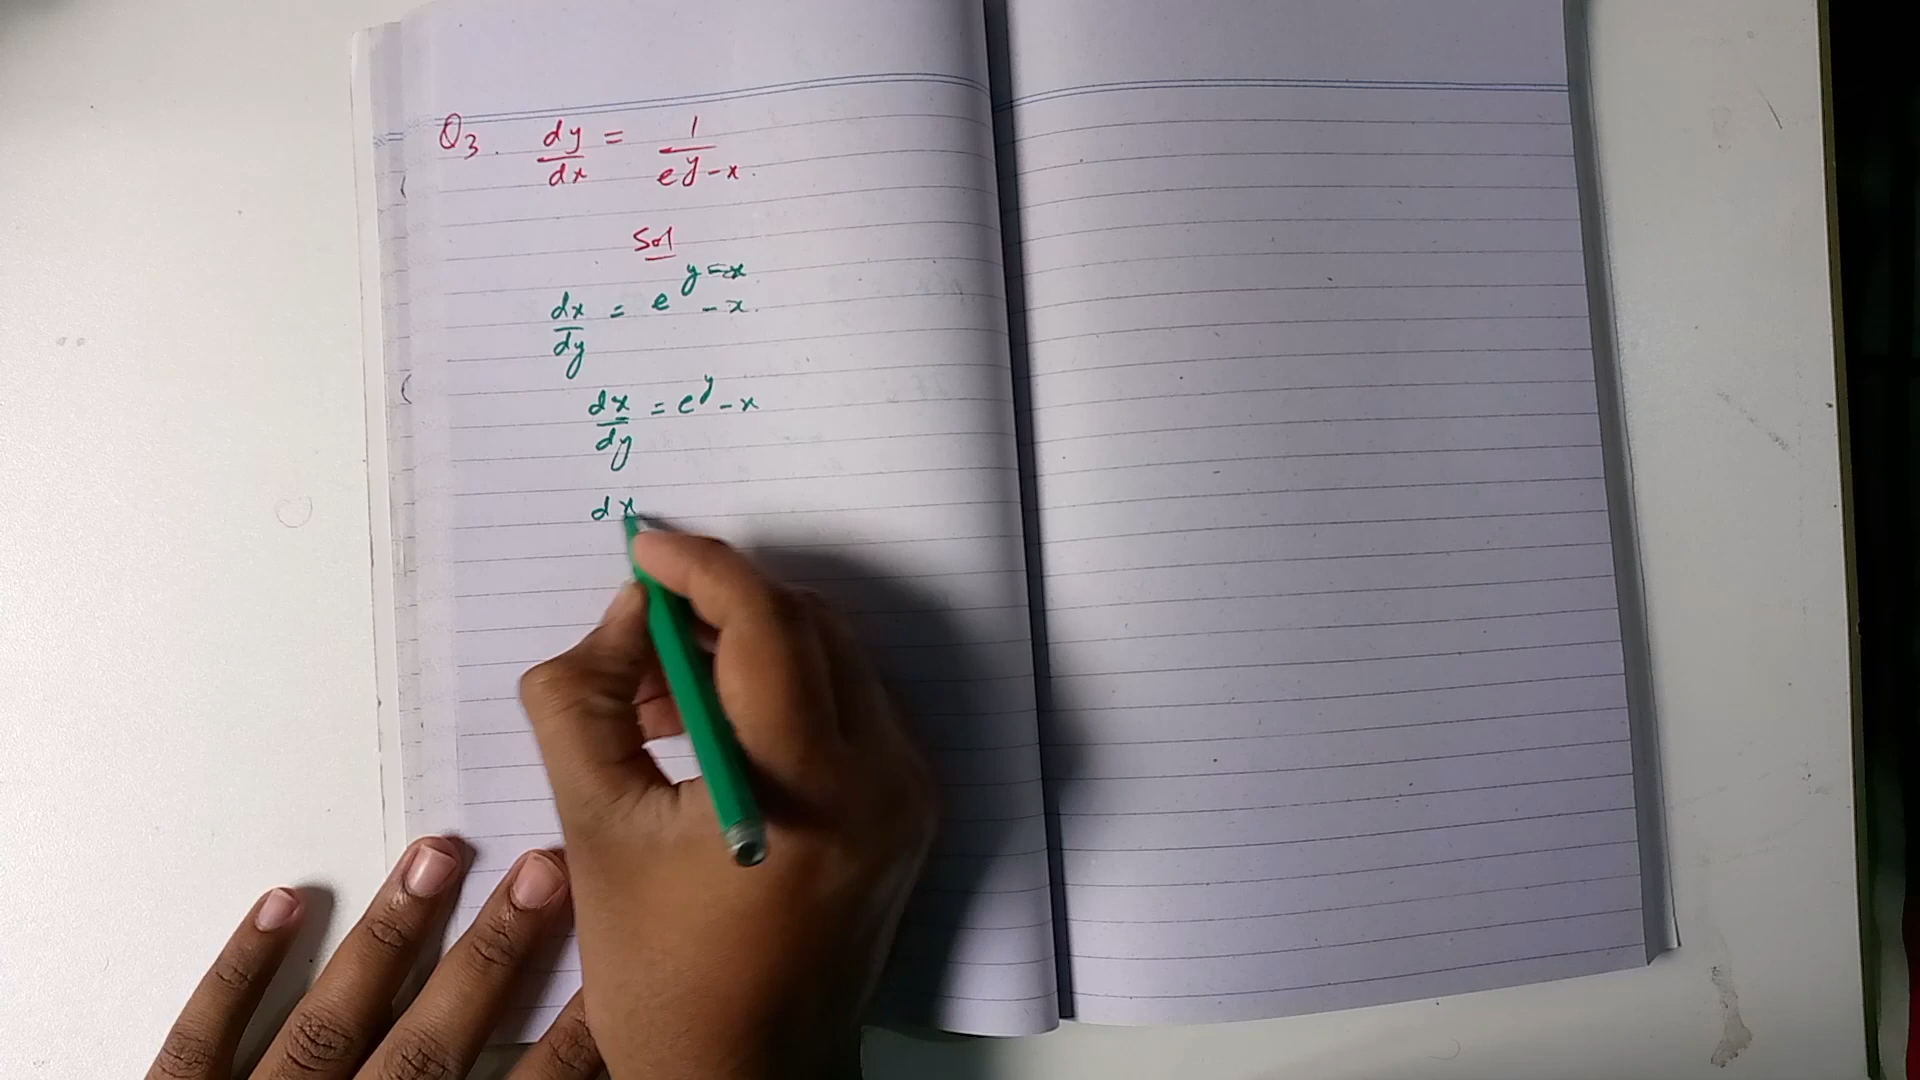 Q3. dy/dx = 1/(e^y - x).
Sol
y = x
dx/dy = e - x.
dx/dy = e^y - x
dx